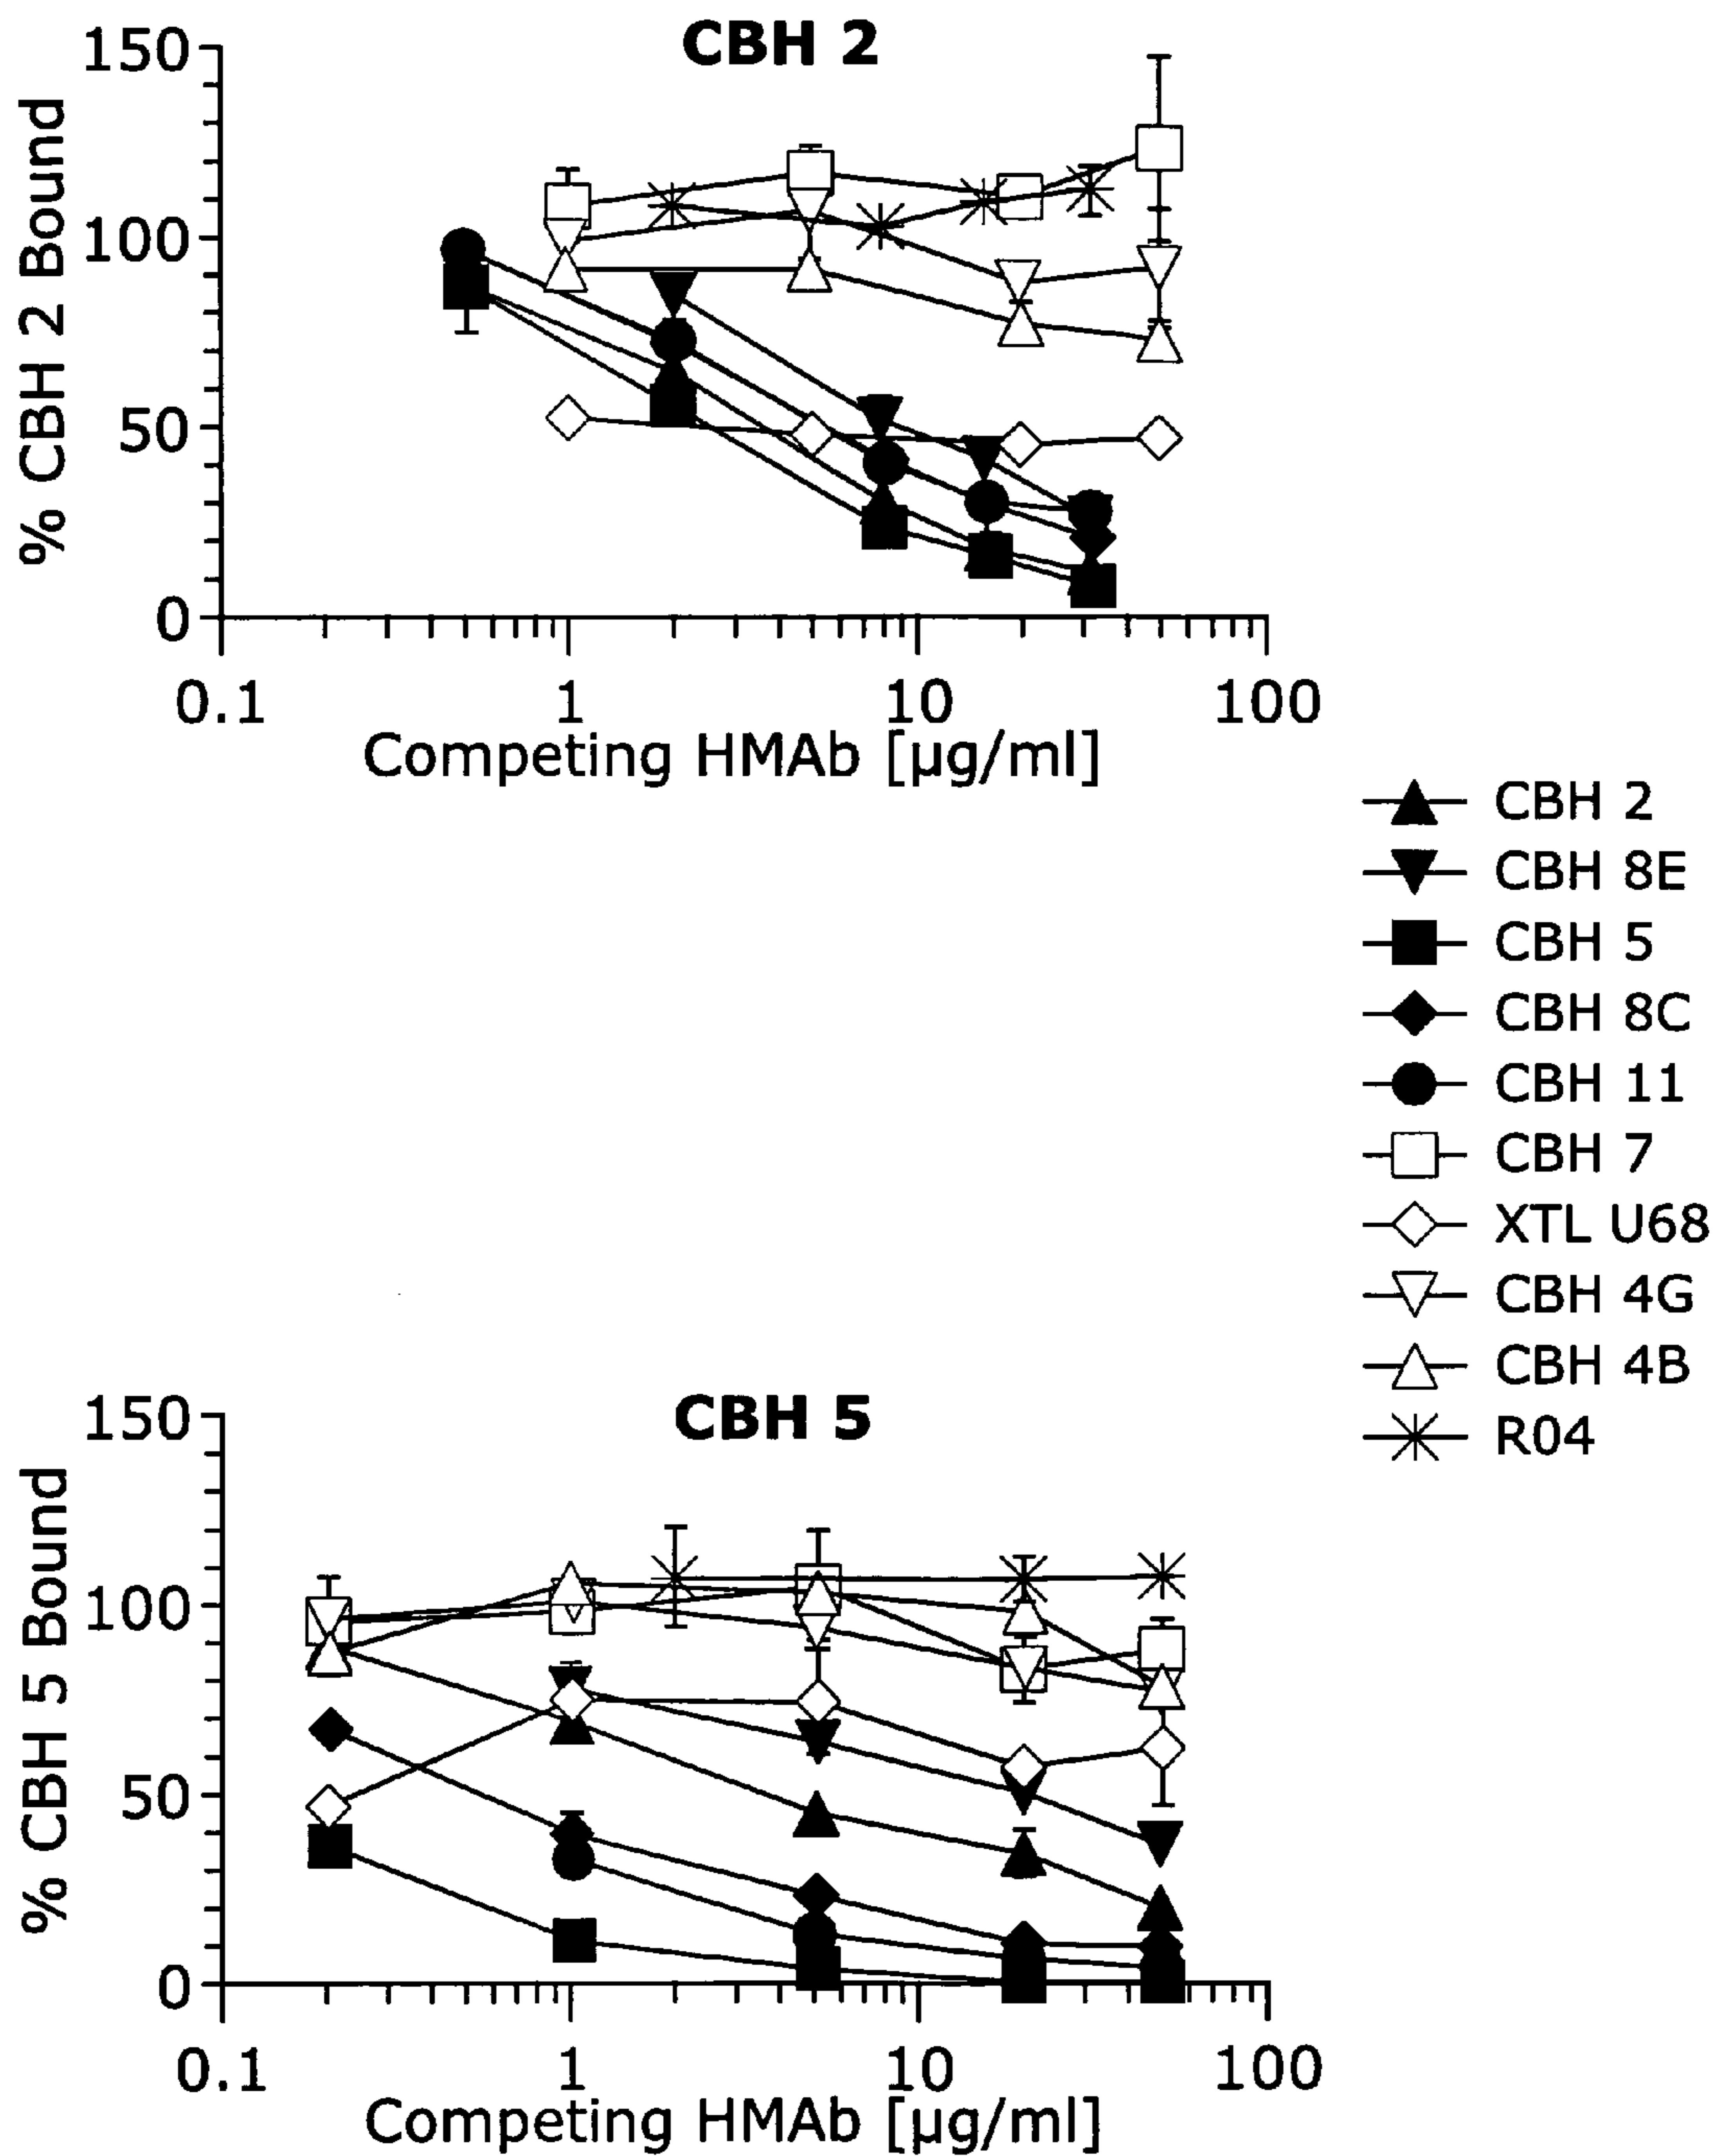 CBH 2
150
100
50
0
% CBH 2 Bound
0.1 1 10 100
Competing HMAb [µg/ml]
CBH 2
CBH 8E
CBH 5
CBH 8C
CBH 11
CBH 7
XTL U68
CBH 4G
CBH 4B
R04
CBH 5
150
100
50
0
% CBH 5 Bound
0.1 1 10 100
Competing HMAb [µg/ml]